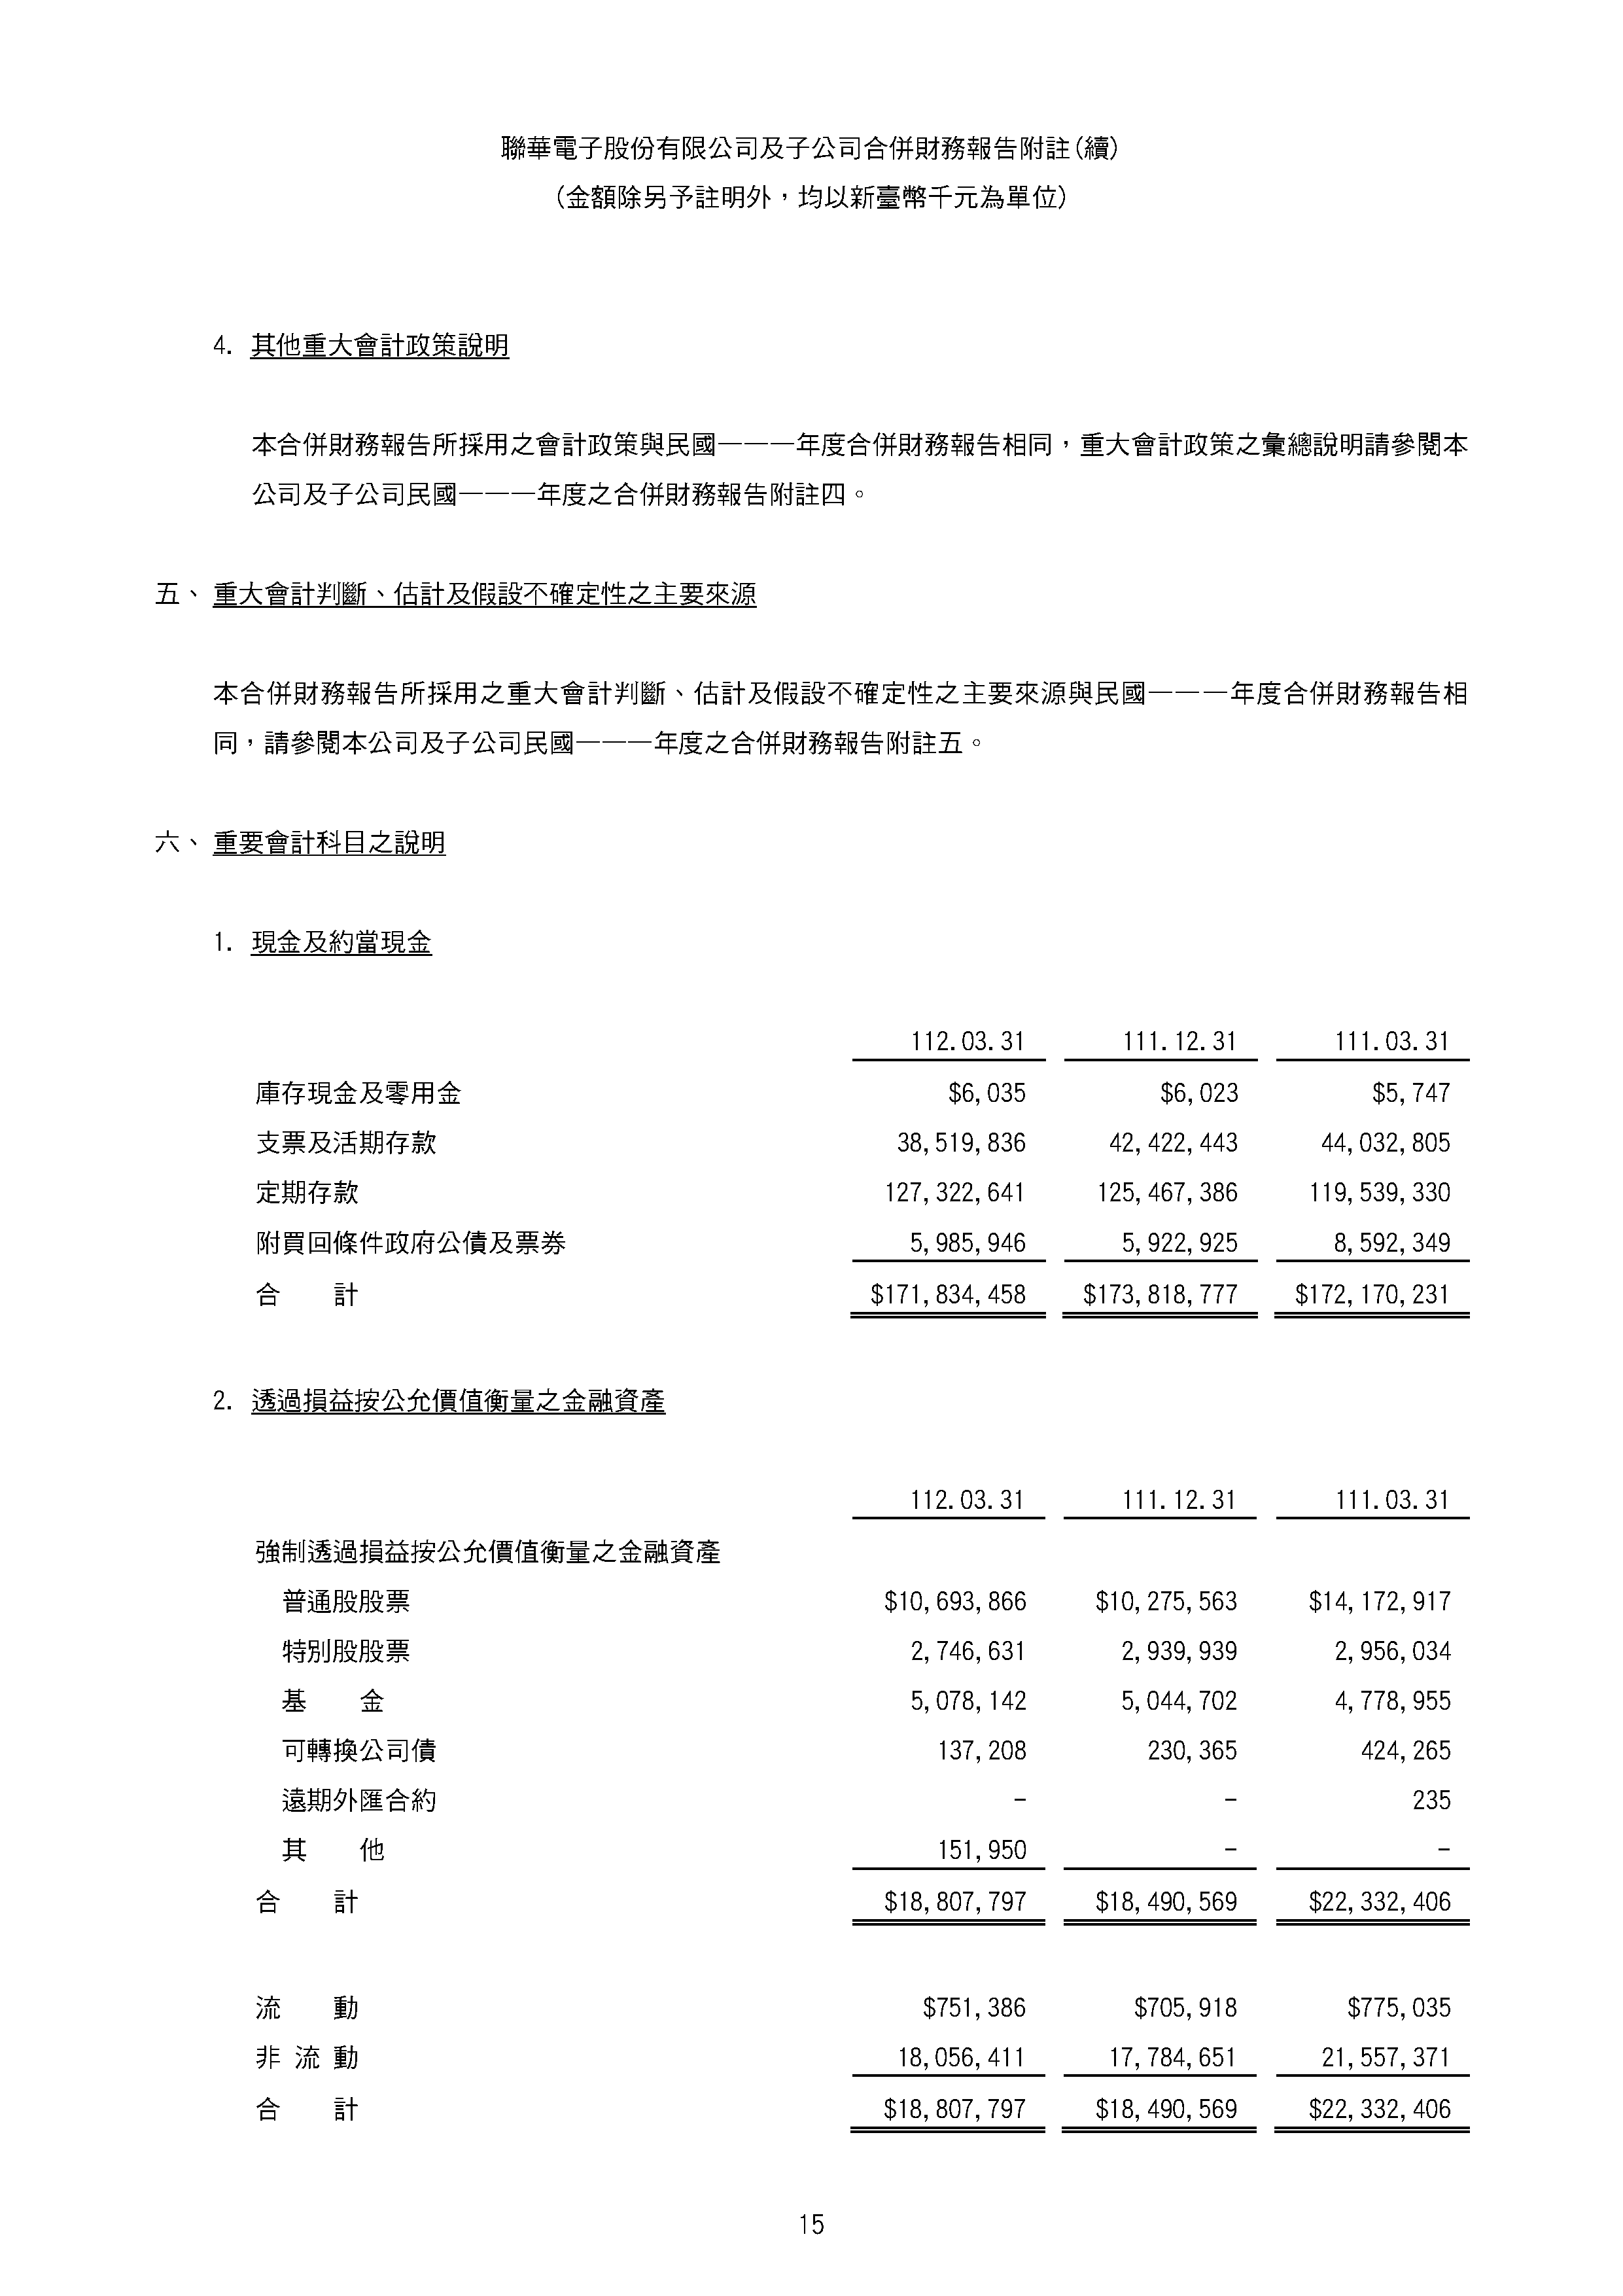 聯華電子股份有限公司及子公司合併財務報告附註(續)
(金額除另予註明外，均以新臺幣千元為單位)
4. 其他重大會計政策說明
本合併財務報告所採用之會計政策與民國一一一年度合併財務報告相同，重大會計政策之彙總說明請參閱本
公司及子公司民國一一一年度之合併財務報告附註四。
五、重大會計判斷、估計及假設不確定性之主要來源
本合併財務報告所採用之重大會計判斷、估計及假設不確定性之主要來源與民國一一一年度合併財務報告相
同，請參閱本公司及子公司民國一一一年度之合併財務報告附註五。
六、重要會計科目之說明
1. 現金及約當現金
112.03.31 111.12.31 111.03.31
庫存現金及零用金 $6,035 $6,023 $5,747
支票及活期存款 38,519,836 42,422,443 44,032,805
定期存款 127,322,641 125,467,386 119,539,330
附買回條件政府公債及票券 5,985,946 5,922,925 8,592,349
合　　計 $171,834,458 $173,818,777 $172,170,231
2. 透過損益按公允價值衡量之金融資產
112.03.31 111.12.31 111.03.31
強制透過損益按公允價值衡量之金融資產
普通股股票 $10,693,866 $10,275,563 $14,172,917
特別股股票 2,746,631 2,939,939 2,956,034
基　　金 5,078,142 5,044,702 4,778,955
可轉換公司債 137,208 230,365 424,265
遠期外匯合約 - - 235
其　　他 151,950 - -
合　　計 $18,807,797 $18,490,569 $22,332,406
流　　動 $751,386 $705,918 $775,035
非 流 動 18,056,411 17,784,651 21,557,371
合　　計 $18,807,797 $18,490,569 $22,332,406
15